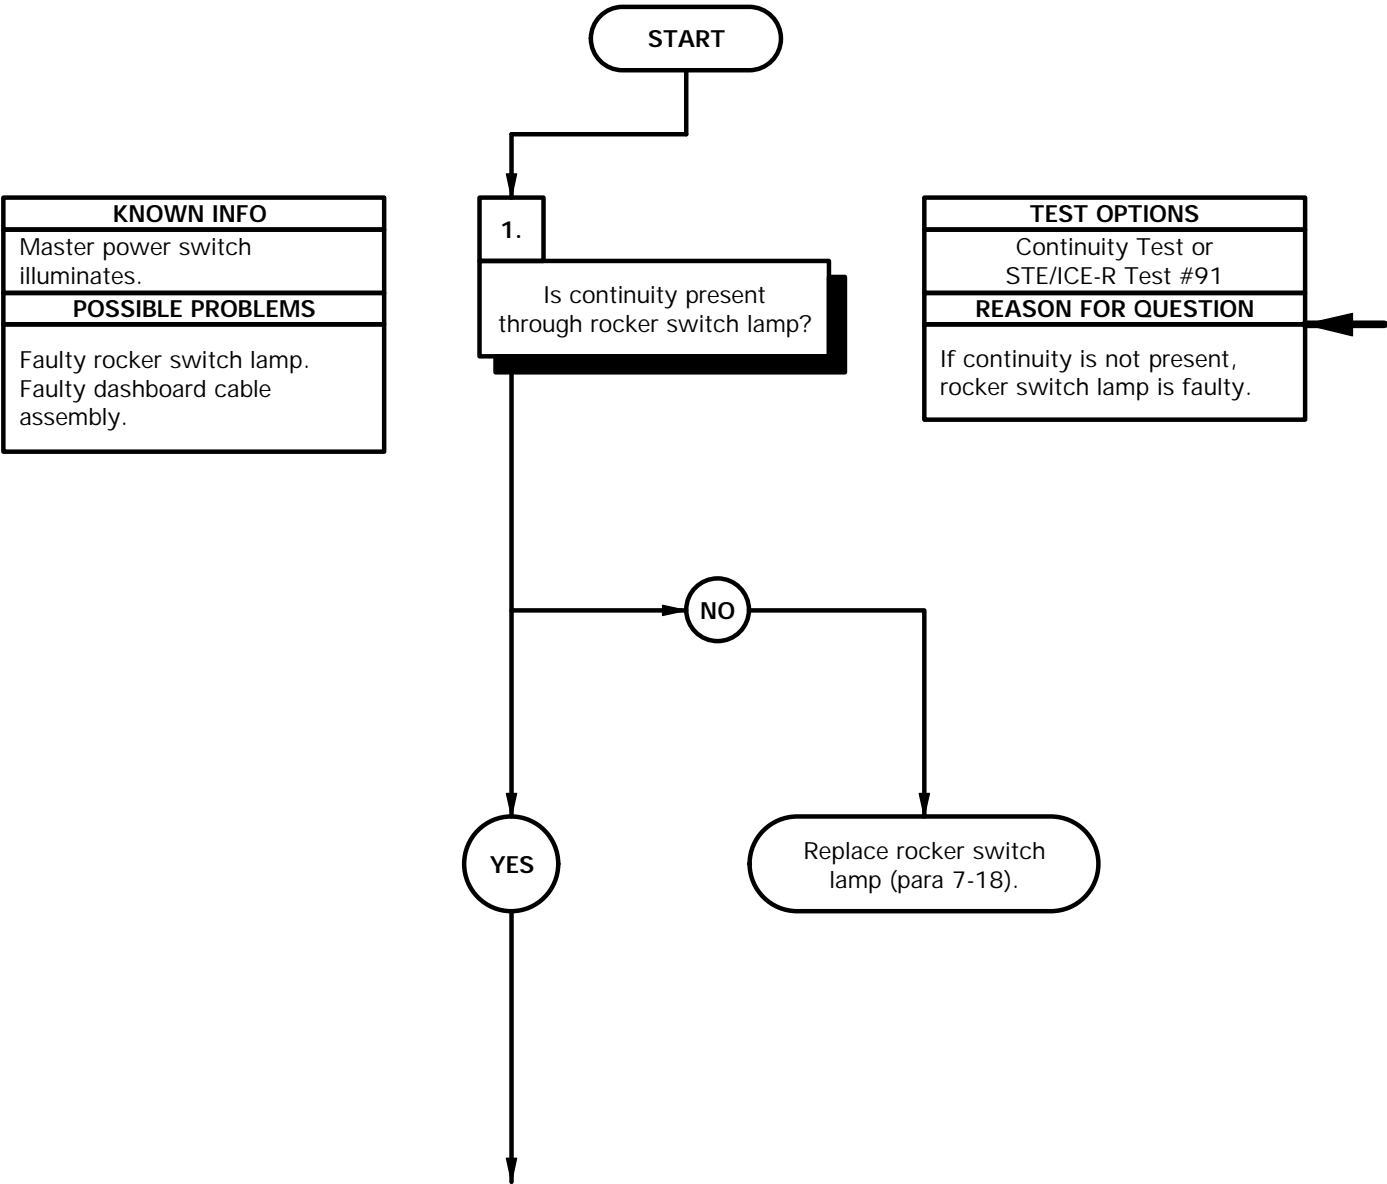 START
KNOWN INFO
Master power switch
illuminates.
POSSIBLE PROBLEMS
Faulty rocker switch lamp.
Faulty dashboard cable
assembly.
1.
Is continuity present
through rocker switch lamp?
TEST OPTIONS
Continuity Test or
STE/ICE-R Test #91
REASON FOR QUESTION
If continuity is not present,
rocker switch lamp is faulty.
NO
YES
Replace rocker switch
lamp (para 7-18).